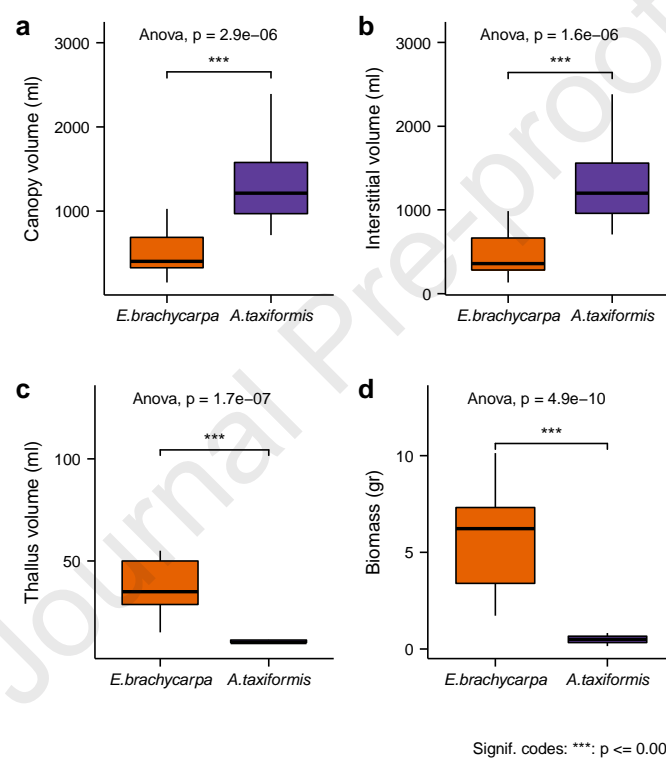 a
Anova, p = 2.9e−06
***
3000
2000
1000
Canopy volume (ml)
E.brachycarpa A.taxiformis
b
Anova, p = 1.6e−06
***
3000
2000
1000
0
Interstitial volume (ml)
E.brachycarpa A.taxiformis
c
Anova, p = 1.7e−07
***
100
50
Thallus volume (ml)
E.brachycarpa A.taxiformis
d
Anova, p = 4.9e−10
***
10
5
0
Biomass (gr)
E.brachycarpa A.taxiformis
Signif. codes: ***: p <= 0.00
Journal Pre-proof